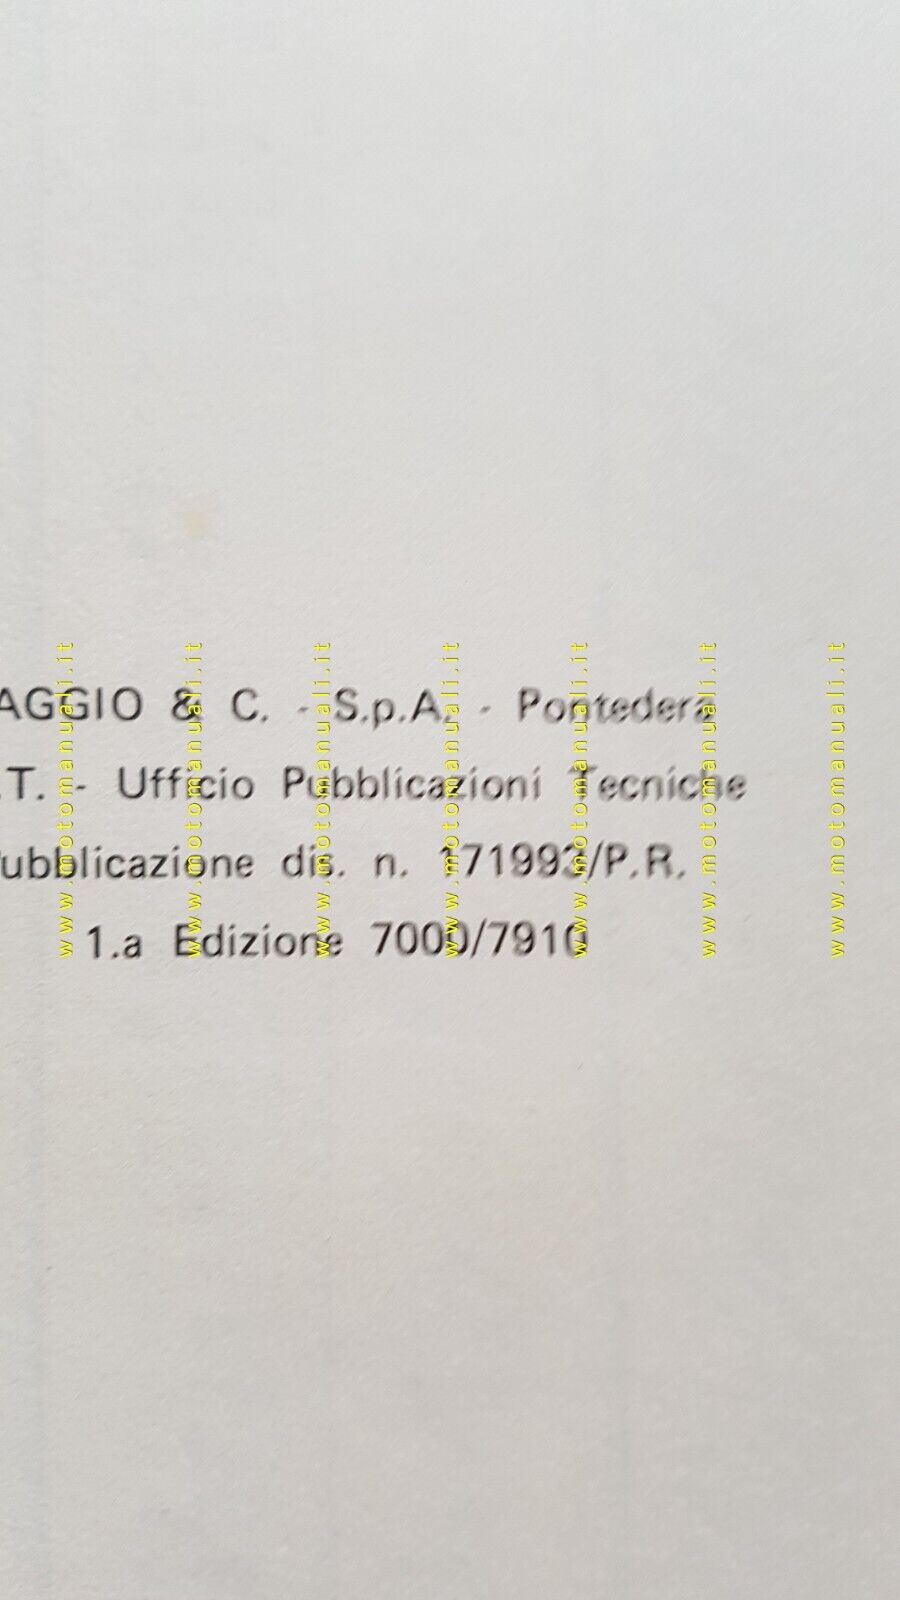 AGGIO & C. - S.p.A. - Pontedera
.T. - Ufficio Pubblicazioni Tecniche
Pubblicazione dis. n. 171993/P.R.
1.a Edizione 7000/7910
www.motomanuali.it
www.motomanuali.it
www.motomanuali.it
www.motomanuali.it
www.motomanuali.it
www.motomanuali.it
www.motomanuali.it